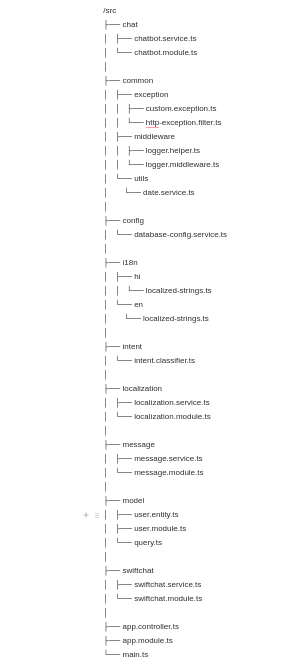 /src
├── chat
│   ├── chatbot.service.ts
│   └── chatbot.module.ts
│
├── common
│   ├── exception
│   │   ├── custom.exception.ts
│   │   └── http-exception.filter.ts
│   ├── middleware
│   │   ├── logger.helper.ts
│   │   └── logger.middleware.ts
│   └── utils
│       └── date.service.ts
│
├── config
│   └── database-config.service.ts
│
├── i18n
│   ├── hi
│   │   └── localized-strings.ts
│   └── en
│       └── localized-strings.ts
│
├── intent
│   └── intent.classifier.ts
│
├── localization
│   ├── localization.service.ts
│   └── localization.module.ts
│
├── message
│   ├── message.service.ts
│   └── message.module.ts
│
├── model
│   ├── user.entity.ts
│   ├── user.module.ts
│   └── query.ts
│
├── swiftchat
│   ├── swiftchat.service.ts
│   └── swiftchat.module.ts
│
├── app.controller.ts
├── app.module.ts
└── main.ts